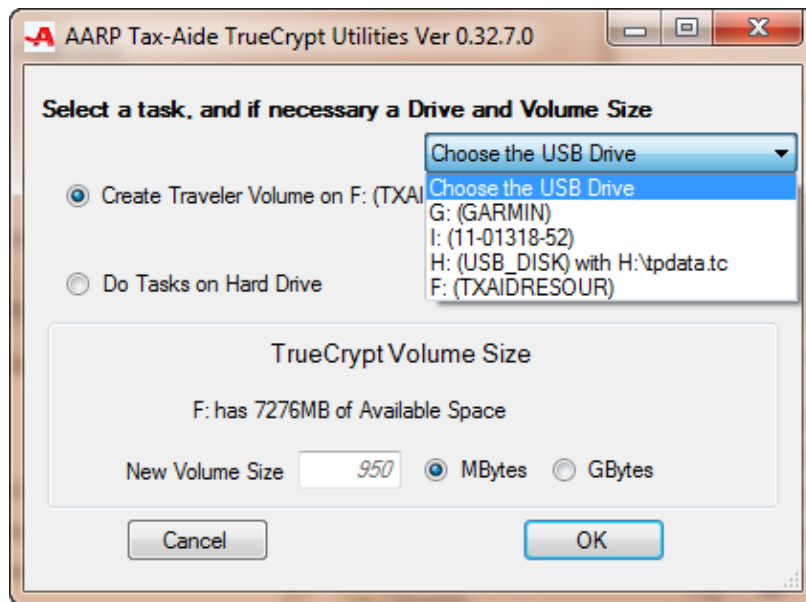 AARP Tax-Aide TrueCrypt Utilities Ver 0.32.7.0
Select a task, and if necessary a Drive and Volume Size
Choose the USB Drive
Create Traveler Volume on F: (TXAI
Choose the USB Drive
G: (GARMIN)
I: (11-01318-52)
H: (USB_DISK) with H:\tpdata.tc
F: (TXAIDRESOUR)
Do Tasks on Hard Drive
TrueCrypt Volume Size
F: has 7276MB of Available Space
New Volume Size 950 MBytes GBytes
Cancel OK